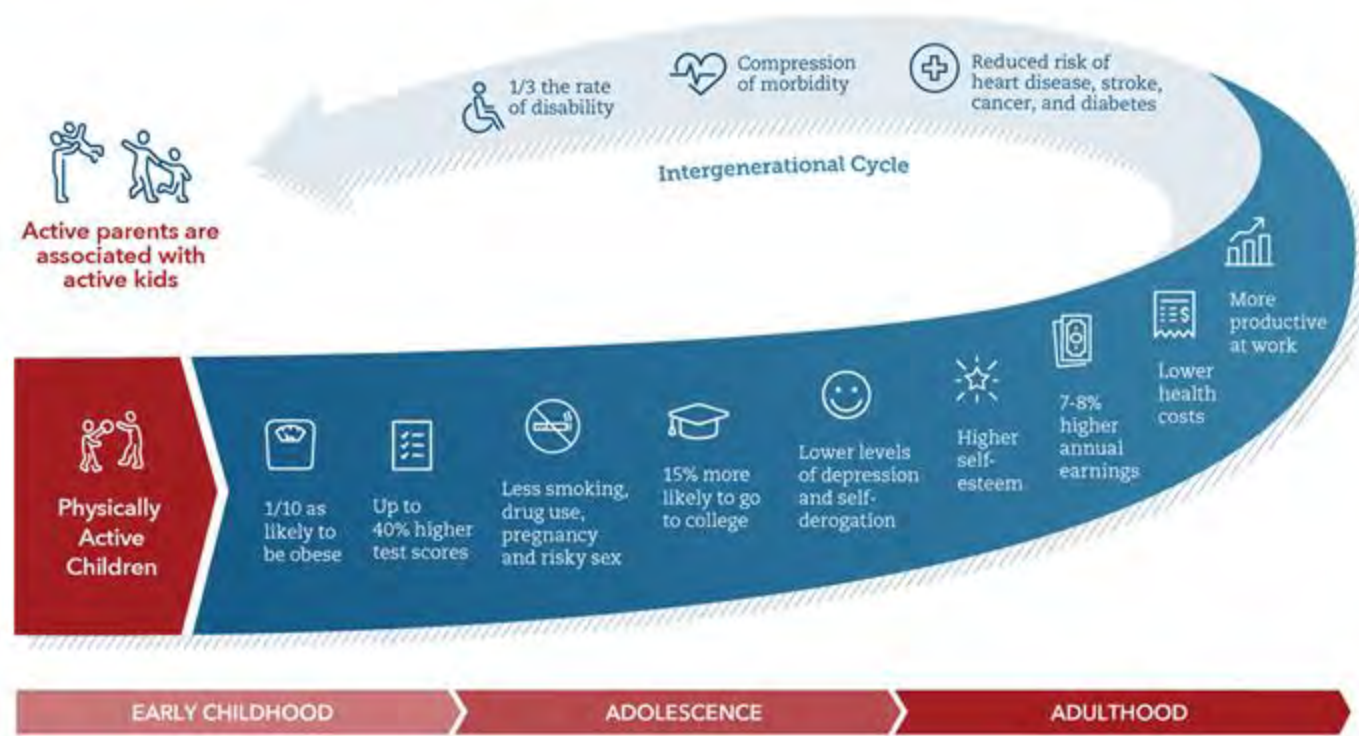 1/3 the rate
of disability
Compression
of morbidity
Reduced risk of
heart disease, stroke,
cancer, and diabetes
Intergenerational Cycle
Active parents are
associated with
active kids
Physically
Active
Children
1/10 as
likely to
be obese
Up to
40% higher
test scores
Less smoking,
drug use,
pregnancy
and risky sex
15% more
likely to go
to college
Lower levels
of depression
and self-
derogation
Higher
self-
esteem
7-8%
higher
annual
earnings
Lower
health
costs
More
productive
at work
EARLY CHILDHOOD
ADOLESCENCE
ADULTHOOD